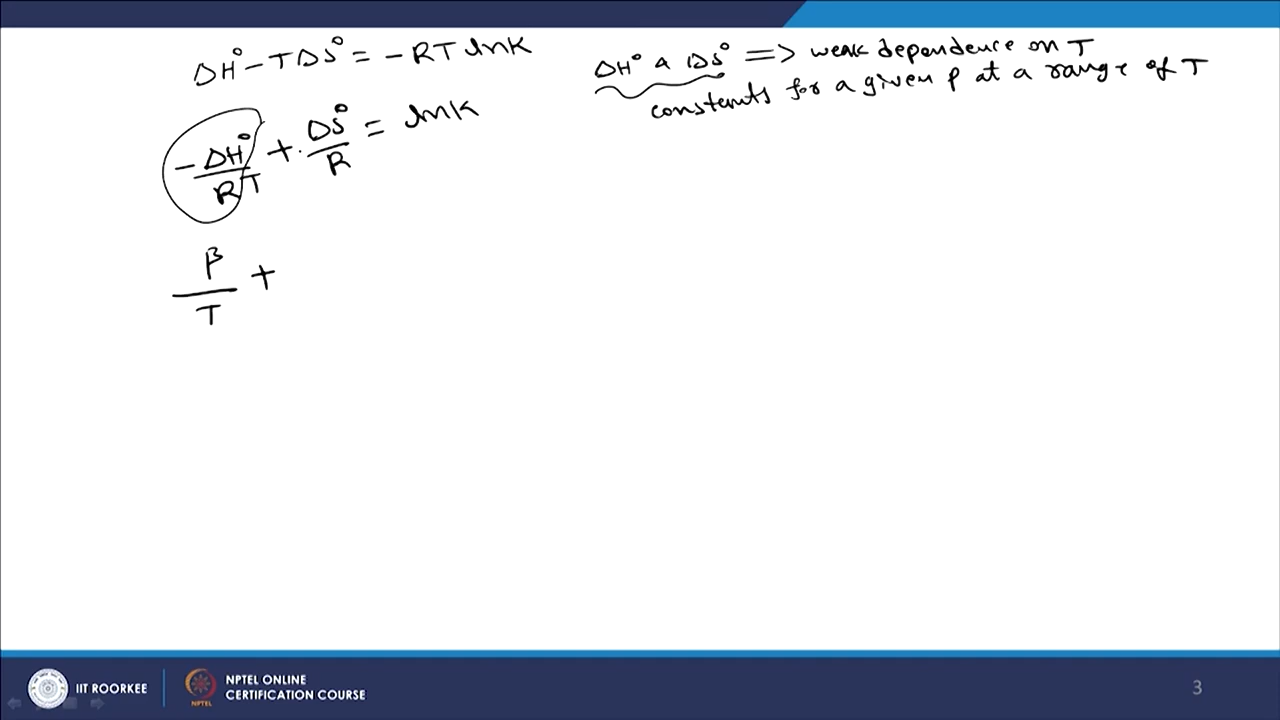 ΔH° − TΔS° = −RT lnK
ΔH° & ΔS° ⇒ weak dependence on T
constants for a given P at a range of T
−ΔH°/RT + ΔS°/R = lnK
β/T +
IIT ROORKEE
NPTEL ONLINE
CERTIFICATION COURSE
NPTEL
3